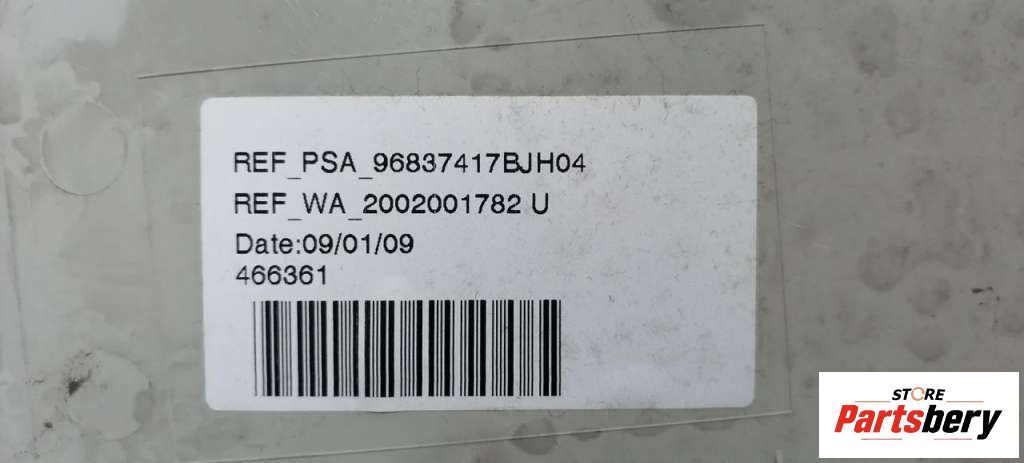 REF_PSA_96837417BJH04
REF_WA_2002001782 U
Date:09/01/09
466361
STORE
Partsbery